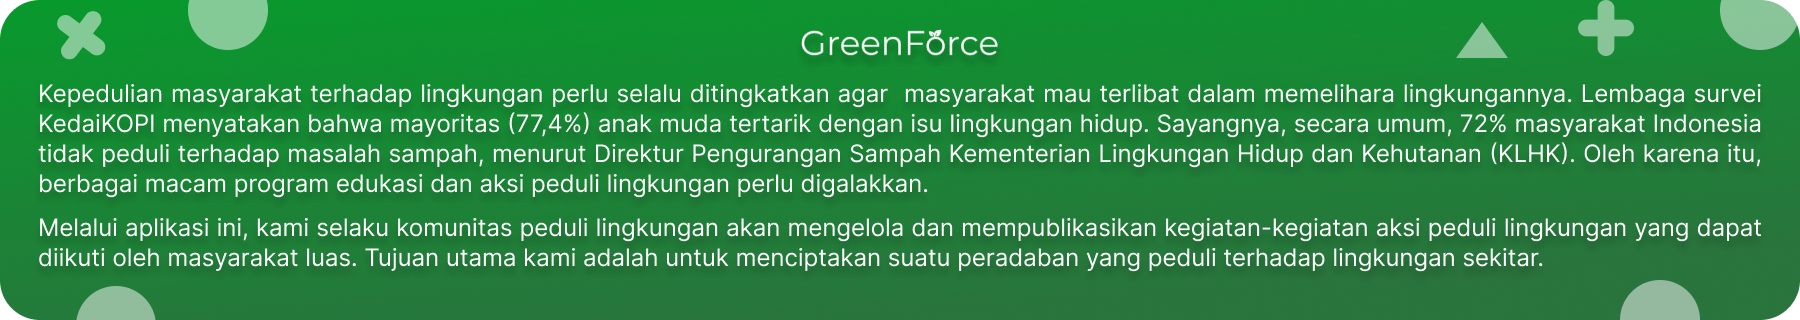 GreenForce
Kepedulian masyarakat terhadap lingkungan perlu selalu ditingkatkan agar  masyarakat mau terlibat dalam memelihara lingkungannya. Lembaga survei
KedaiKOPI menyatakan bahwa mayoritas (77,4%) anak muda tertarik dengan isu lingkungan hidup. Sayangnya, secara umum, 72% masyarakat Indonesia
tidak peduli terhadap masalah sampah, menurut Direktur Pengurangan Sampah Kementerian Lingkungan Hidup dan Kehutanan (KLHK). Oleh karena itu,
berbagai macam program edukasi dan aksi peduli lingkungan perlu digalakkan.
Melalui aplikasi ini, kami selaku komunitas peduli lingkungan akan mengelola dan mempublikasikan kegiatan-kegiatan aksi peduli lingkungan yang dapat
diikuti oleh masyarakat luas. Tujuan utama kami adalah untuk menciptakan suatu peradaban yang peduli terhadap lingkungan sekitar.